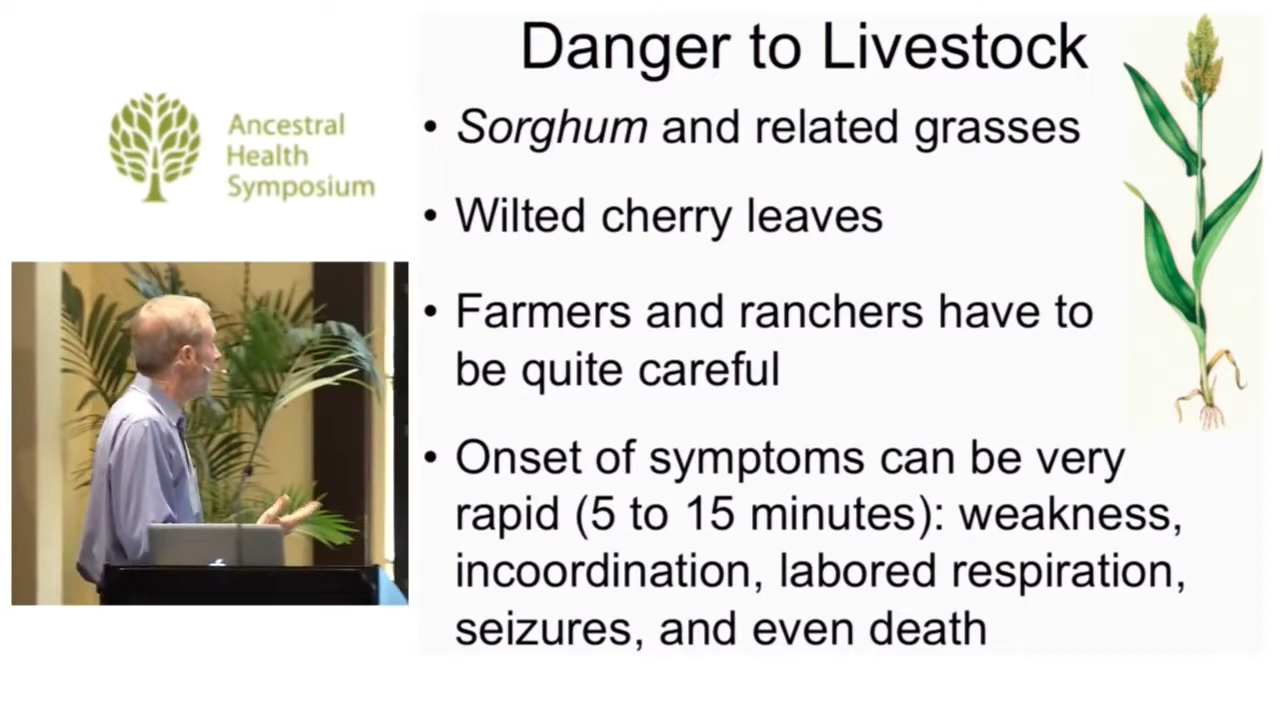 Danger to Livestock
Ancestral
Health
Symposium
• Sorghum and related grasses
• Wilted cherry leaves
• Farmers and ranchers have to
be quite careful
• Onset of symptoms can be very
rapid (5 to 15 minutes): weakness,
incoordination, labored respiration,
seizures, and even death